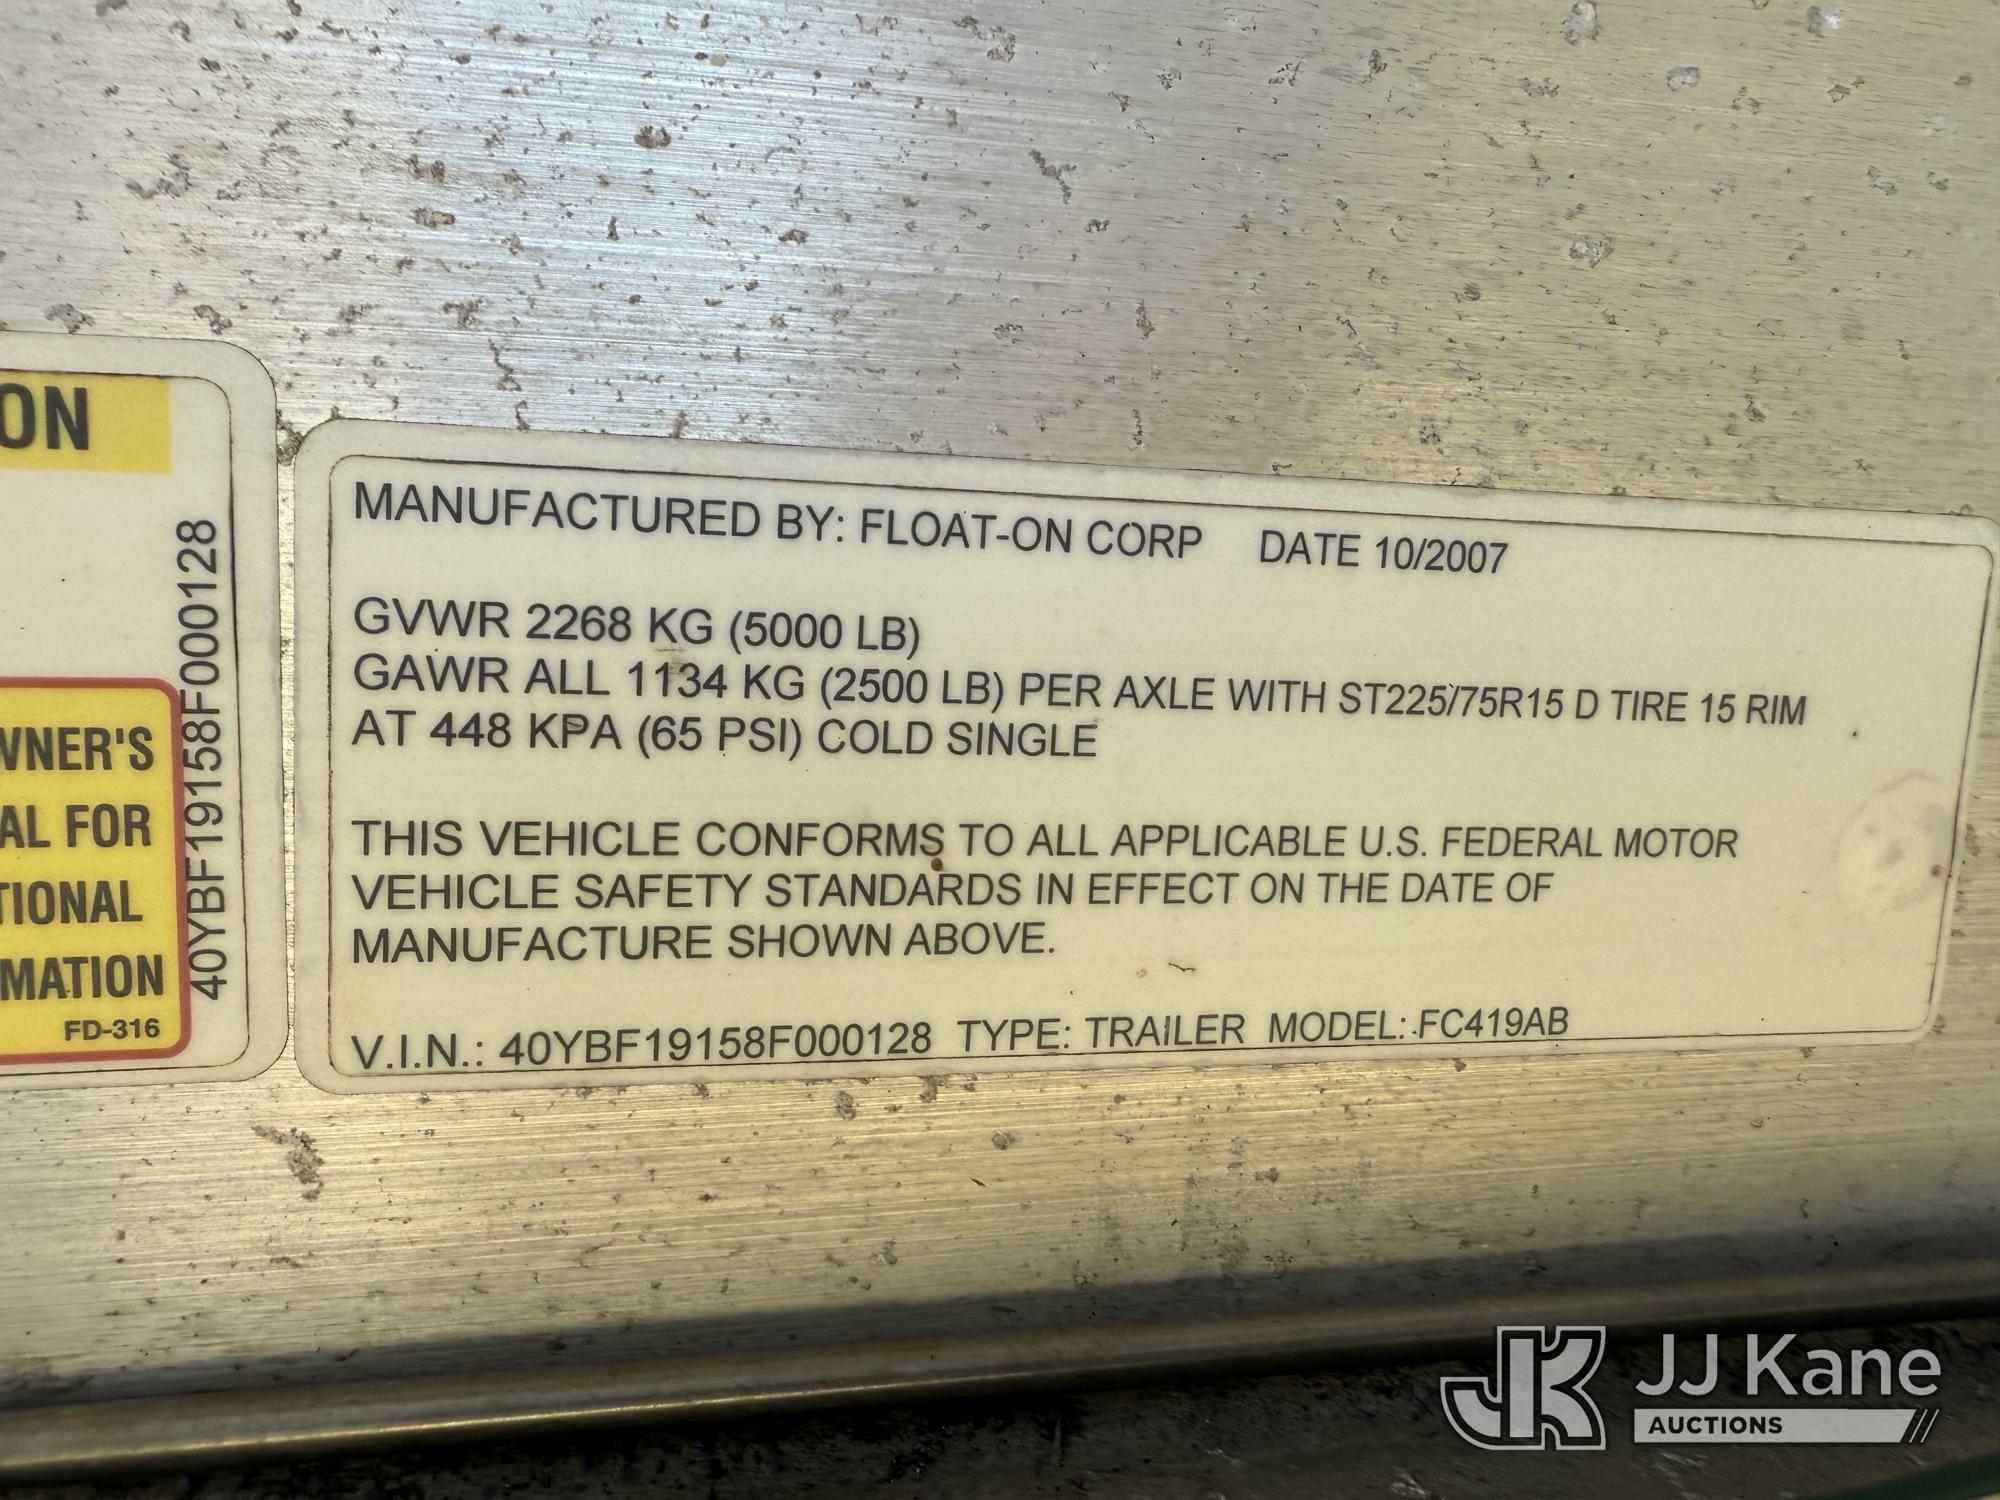 ON
WNER'S
AL FOR
TIONAL
MATION
FD-316
40YBF19158F000128
MANUFACTURED BY: FLOAT-ON CORP DATE 10/2007
GVWR 2268 KG (5000 LB)
GAWR ALL 1134 KG (2500 LB) PER AXLE WITH ST225/75R15 D TIRE 15 RIM
AT 448 KPA (65 PSI) COLD SINGLE
THIS VEHICLE CONFORMS TO ALL APPLICABLE U.S. FEDERAL MOTOR
VEHICLE SAFETY STANDARDS IN EFFECT ON THE DATE OF
MANUFACTURE SHOWN ABOVE.
V.I.N.: 40YBF19158F000128 TYPE: TRAILER MODEL: FC419AB
JK JJ Kane
AUCTIONS